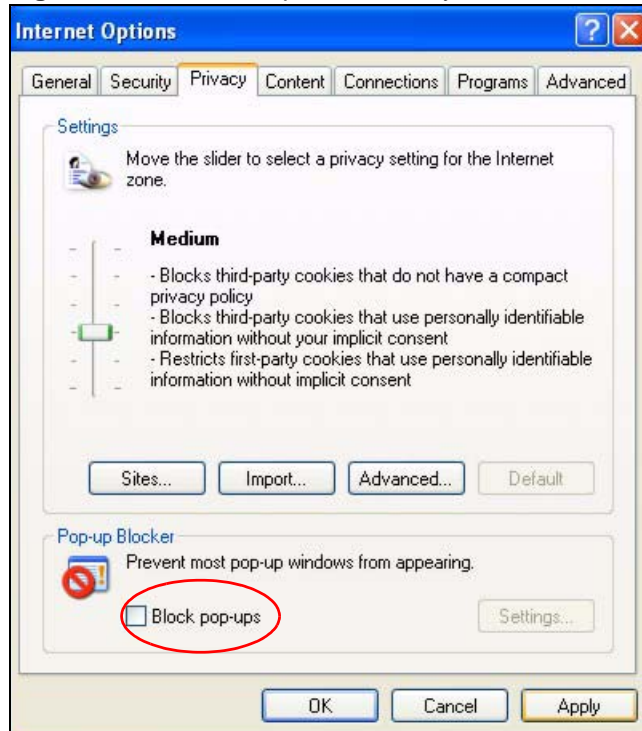 Internet Options
General Security Privacy Content Connections Programs Advanced
Settings
Move the slider to select a privacy setting for the Internet
zone.
Medium
- Blocks third-party cookies that do not have a compact
privacy policy
- Blocks third-party cookies that use personally identifiable
information without your implicit consent
- Restricts first-party cookies that use personally identifiable
information without implicit consent
Sites... Import... Advanced... Default
Pop-up Blocker
Prevent most pop-up windows from appearing.
Block pop-ups Settings...
OK Cancel Apply